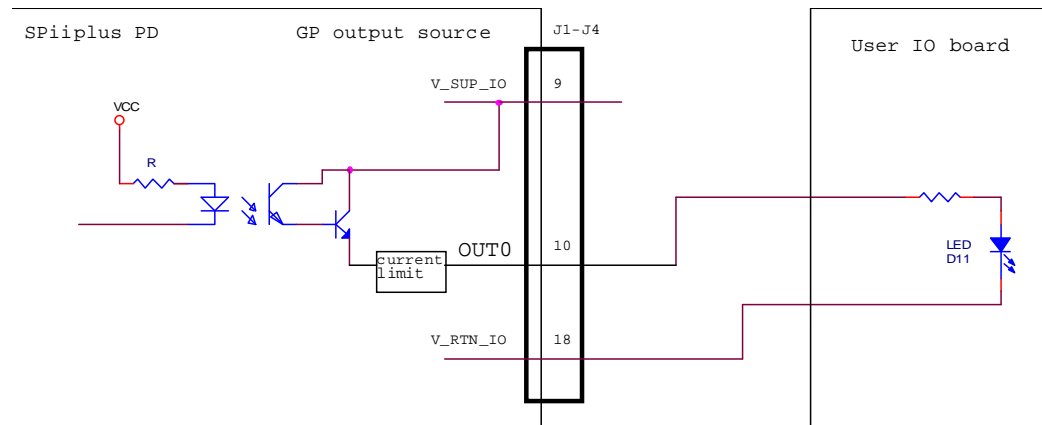 SPiiplus PD
GP output source
J1-J4
User IO board
V_SUP_IO
9
VCC
R
OUT0
10
current
limit
LED
D11
V_RTN_IO
18